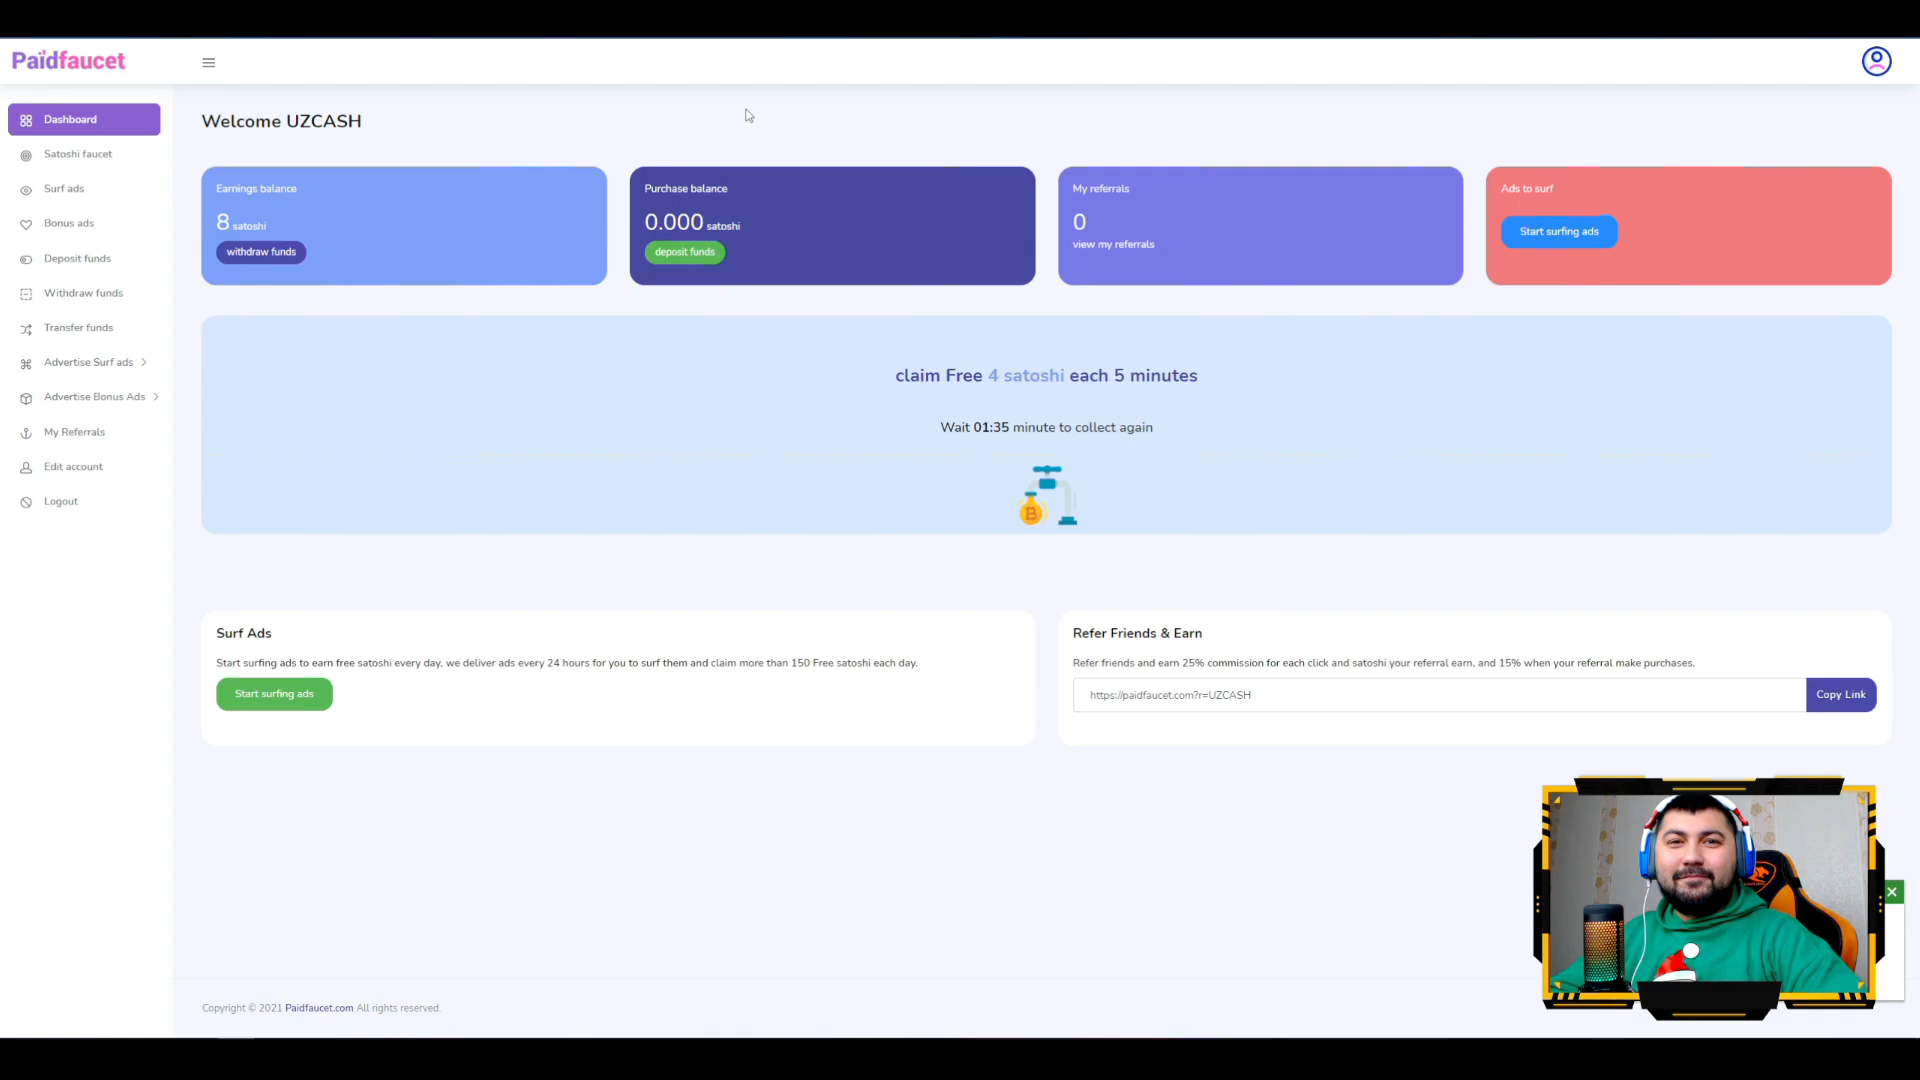 Paidfaucet
Dashboard
Satoshi faucet
Surf ads
Bonus ads
Deposit funds
Withdraw funds
Transfer funds
Advertise Surf ads
Advertise Bonus Ads
My Referrals
Edit account
Logout
Welcome UZCASH
Earnings balance
8 satoshi
withdraw funds
Purchase balance
0.000 satoshi
deposit funds
My referrals
0
view my referrals
Ads to surf
Start surfing ads
claim Free 4 satoshi each 5 minutes
Wait 01:35 minute to collect again
Surf Ads
Start surfing ads to earn free satoshi every day, we deliver ads every 24 hours for you to surf them and claim more than 150 Free satoshi each day.
Start surfing ads
Refer Friends & Earn
Refer friends and earn 25% commission for each click and satoshi your referral earn, and 15% when your referral make purchases.
https://paidfaucet.com?r=UZCASH
Copy Link
Copyright © 2021 Paidfaucet.com All rights reserved.